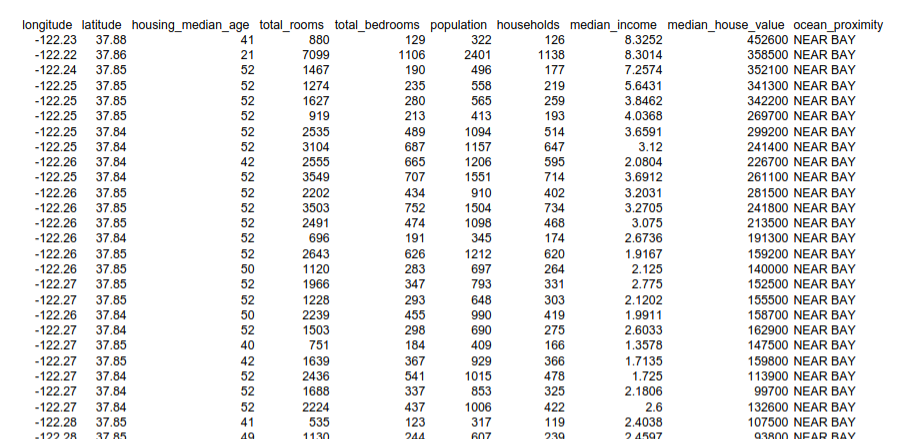 longitude latitude housing_median_age total_rooms total_bedrooms population households median_income median_house_value ocean_proximity
-122.23 37.88 41 880 129 322 126 8.3252 452600 NEAR BAY
-122.22 37.86 21 7099 1106 2401 1138 8.3014 358500 NEAR BAY
-122.24 37.85 52 1467 190 496 177 7.2574 352100 NEAR BAY
-122.25 37.85 52 1274 235 558 219 5.6431 341300 NEAR BAY
-122.25 37.85 52 1627 280 565 259 3.8462 342200 NEAR BAY
-122.25 37.85 52 919 213 413 193 4.0368 269700 NEAR BAY
-122.25 37.84 52 2535 489 1094 514 3.6591 299200 NEAR BAY
-122.25 37.84 52 3104 687 1157 647 3.12 241400 NEAR BAY
-122.26 37.84 42 2555 665 1206 595 2.0804 226700 NEAR BAY
-122.25 37.84 52 3549 707 1551 714 3.6912 261100 NEAR BAY
-122.26 37.85 52 2202 434 910 402 3.2031 281500 NEAR BAY
-122.26 37.85 52 3503 752 1504 734 3.2705 241800 NEAR BAY
-122.26 37.85 52 2491 474 1098 468 3.075 213500 NEAR BAY
-122.26 37.84 52 696 191 345 174 2.6736 191300 NEAR BAY
-122.26 37.85 52 2643 626 1212 620 1.9167 159200 NEAR BAY
-122.26 37.85 50 1120 283 697 264 2.125 140000 NEAR BAY
-122.27 37.85 52 1966 347 793 331 2.775 152500 NEAR BAY
-122.27 37.85 52 1228 293 648 303 2.1202 155500 NEAR BAY
-122.26 37.84 50 2239 455 990 419 1.9911 158700 NEAR BAY
-122.27 37.84 52 1503 298 690 275 2.6033 162900 NEAR BAY
-122.27 37.85 40 751 184 409 166 1.3578 147500 NEAR BAY
-122.27 37.85 42 1639 367 929 366 1.7135 159800 NEAR BAY
-122.27 37.84 52 2436 541 1015 478 1.725 113900 NEAR BAY
-122.27 37.84 52 1688 337 853 325 2.1806 99700 NEAR BAY
-122.27 37.84 52 2224 437 1006 422 2.6 132600 NEAR BAY
-122.28 37.85 41 535 123 317 119 2.4038 107500 NEAR BAY
-122.28 37.85 49 1130 244 607 239 2.4597 93800 NEAR BAY